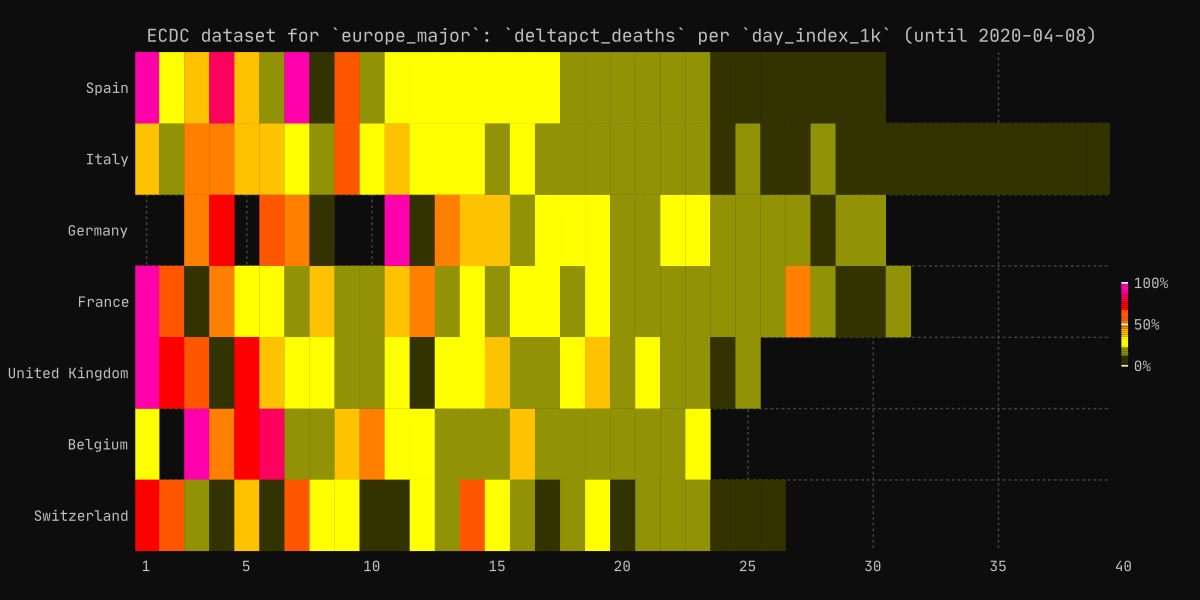 ECDC dataset for `europe_major`: `deltapct_deaths` per `day_index_1k` (until 2020-04-08)
Spain
Italy
Germany
France
United Kingdom
Belgium
Switzerland
100%
50%
0%
1 5 10 15 20 25 30 35 40